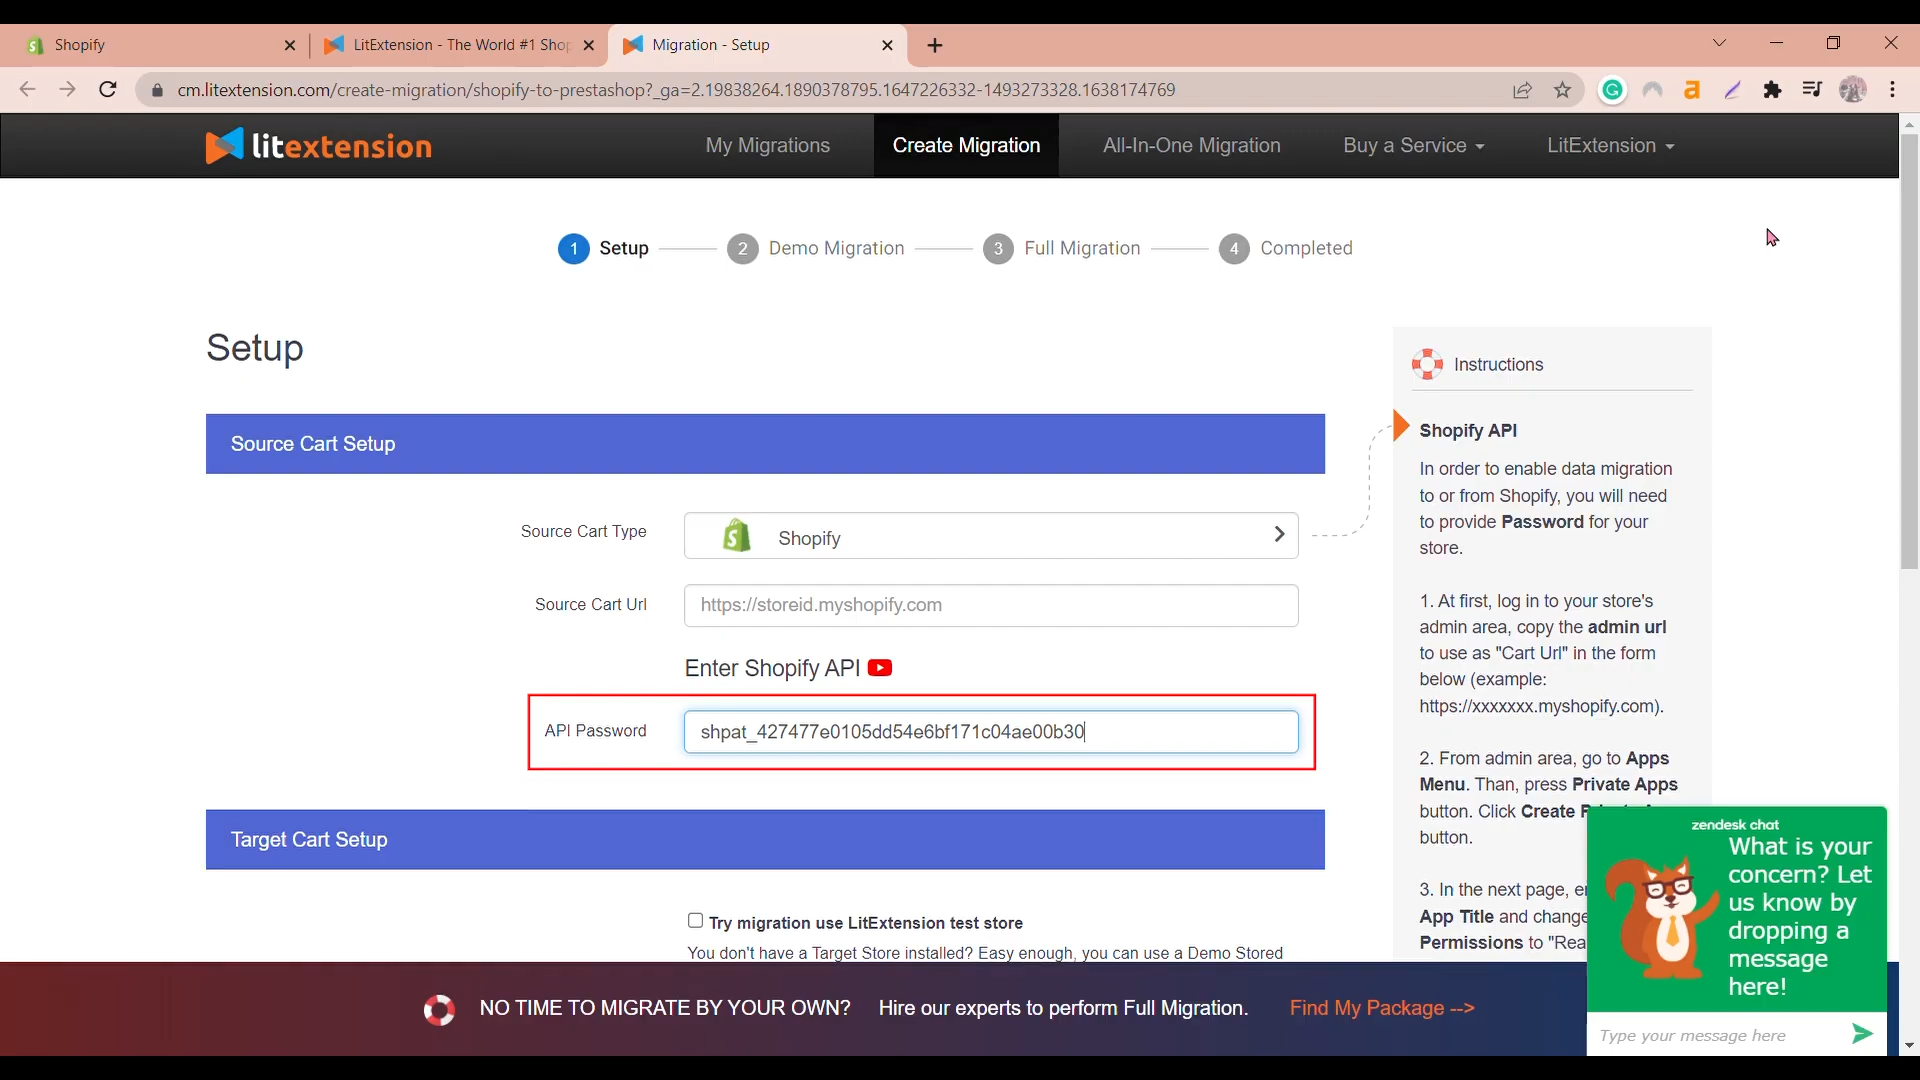 Shopify
LitExtension - The World #1 Shop
Migration - Setup
cm.litextension.com/create-migration/shopify-to-prestashop?_ga=2.19838264.1890378795.1647226332-1493273328.1638174769
litextension
My Migrations
Create Migration
All-In-One Migration
Buy a Service
LitExtension
1 Setup
2 Demo Migration
3 Full Migration
4 Completed
Setup
Source Cart Setup
Source Cart Type
Shopify
Source Cart Url
https://storeid.myshopify.com
Enter Shopify API
API Password
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
Target Cart Setup
Try migration use LitExtension test store
You don't have a Target Store installed? Easy enough, you can use a Demo Stored
Instructions
Shopify API
In order to enable data migration
to or from Shopify, you will need
to provide Password for your
store.
1. At first, log in to your store's
admin area, copy the admin url
to use as "Cart Url" in the form
below (example:
https://xxxxxxx.myshopify.com).
2. From admin area, go to Apps
Menu. Than, press Private Apps
button. Click Create
button.
3. In the next page,
App Title and change
Permissions to "Rea
zendesk chat
What is your
concern? Let
us know by
dropping a
message
here!
Type your message here
NO TIME TO MIGRATE BY YOUR OWN? Hire our experts to perform Full Migration. Find My Package -->